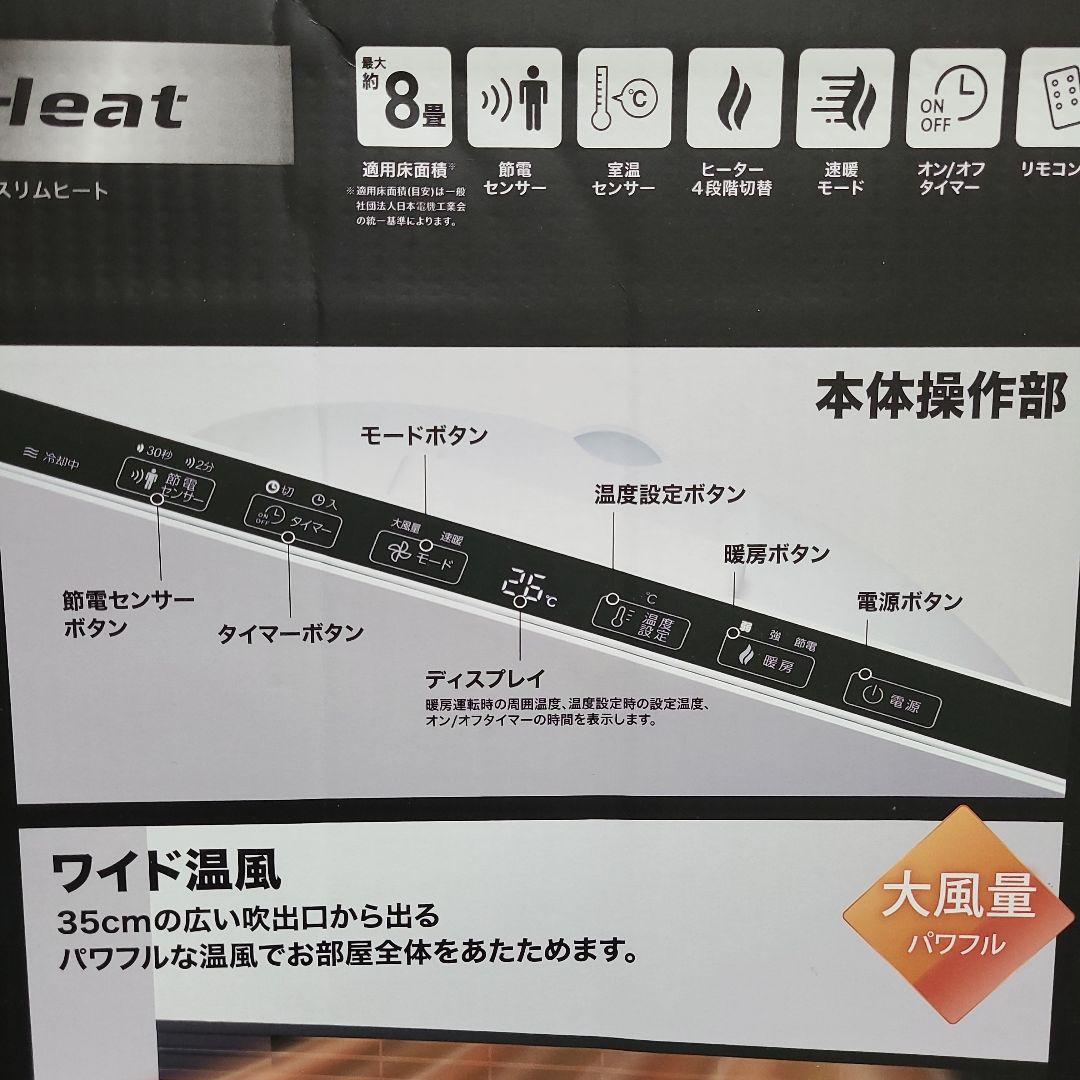 Heat
スリムヒート
最大
約8畳
適用床面積※
※適用床面積(目安)は一般
社団法人日本電機工業会
の統一基準によります。
節電
センサー
℃
室温
センサー
ヒーター
4段階切替
速暖
モード
ON
OFF
オン/オフ
タイマー
リモコン
本体操作部
冷却中
30秒 2分
節電
センサー
切 入
ON
OFF
タイマー
大風量 速暖
モード
26℃
℃
温度
設定
強 節電
暖房
電源
モードボタン
温度設定ボタン
暖房ボタン
電源ボタン
節電センサー
ボタン
タイマーボタン
ディスプレイ
暖房運転時の周囲温度、温度設定時の設定温度、
オン/オフタイマーの時間を表示します。
ワイド温風
35cmの広い吹出口から出る
パワフルな温風でお部屋全体をあたためます。
大風量
パワフル